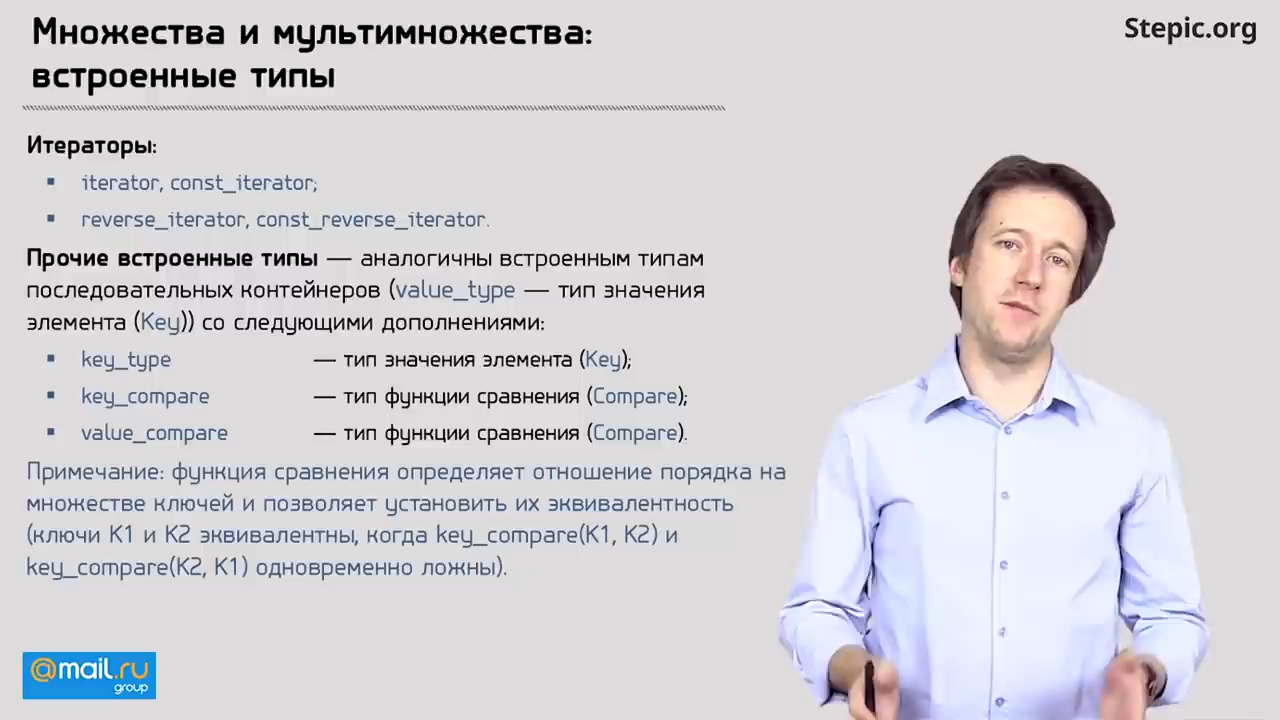 Множества и мультимножества:
встроенные типы
Stepic.org
Итераторы:
▪ iterator, const_iterator;
▪ reverse_iterator, const_reverse_iterator.
Прочие встроенные типы — аналогичны встроенным типам
последовательных контейнеров (value_type — тип значения
элемента (Key)) со следующими дополнениями:
▪ key_type — тип значения элемента (Key);
▪ key_compare — тип функции сравнения (Compare);
▪ value_compare — тип функции сравнения (Compare).
Примечание: функция сравнения определяет отношение порядка на
множестве ключей и позволяет установить их эквивалентность
(ключи K1 и K2 эквивалентны, когда key_compare(K1, K2) и
key_compare(K2, K1) одновременно ложны).
@mail.ru
group